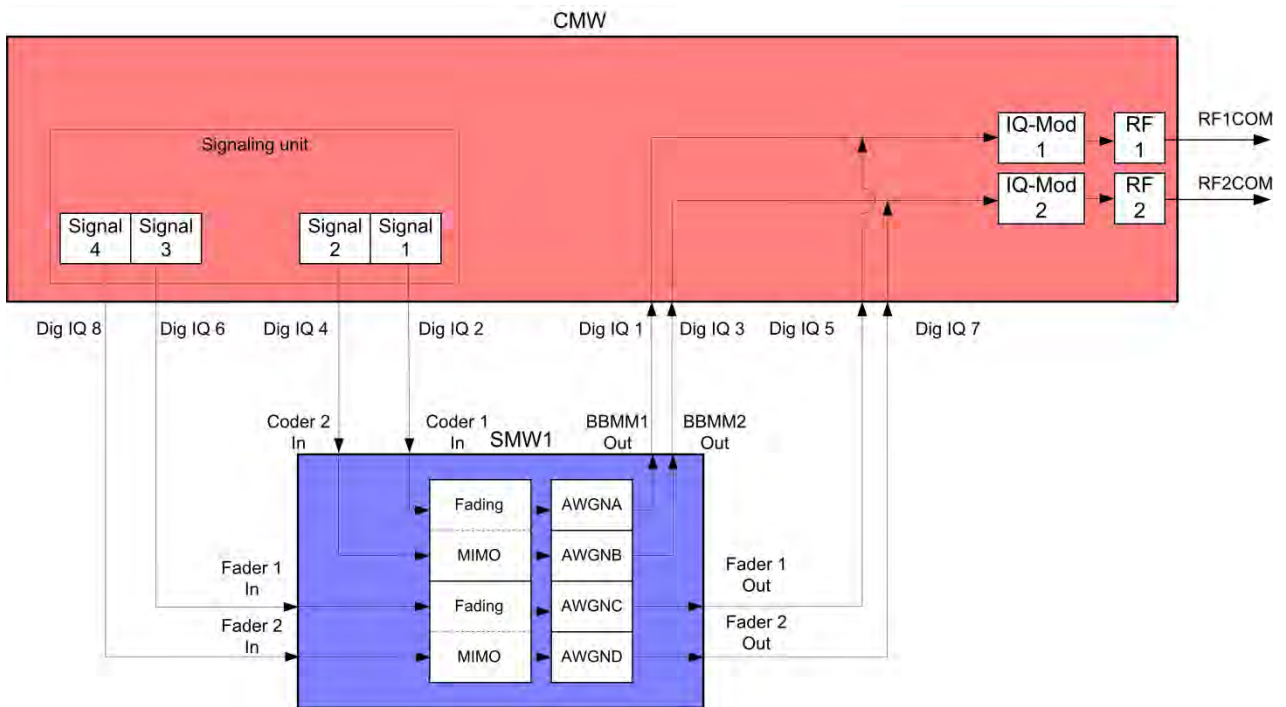 CMW
Signaling unit
IQ-Mod
1
RF
1
RF1COM
IQ-Mod
2
RF
2
RF2COM
Signal
4
Signal
3
Signal
2
Signal
1
Dig IQ 8
Dig IQ 6
Dig IQ 4
Dig IQ 2
Dig IQ 1
Dig IQ 3
Dig IQ 5
Dig IQ 7
Coder 2
In
Coder 1
In
BBMM1
Out
BBMM2
Out
SMW1
Fading
AWGNA
MIMO
AWGNB
Fader 1
In
Fading
AWGNC
Fader 1
Out
Fader 2
In
MIMO
AWGND
Fader 2
Out